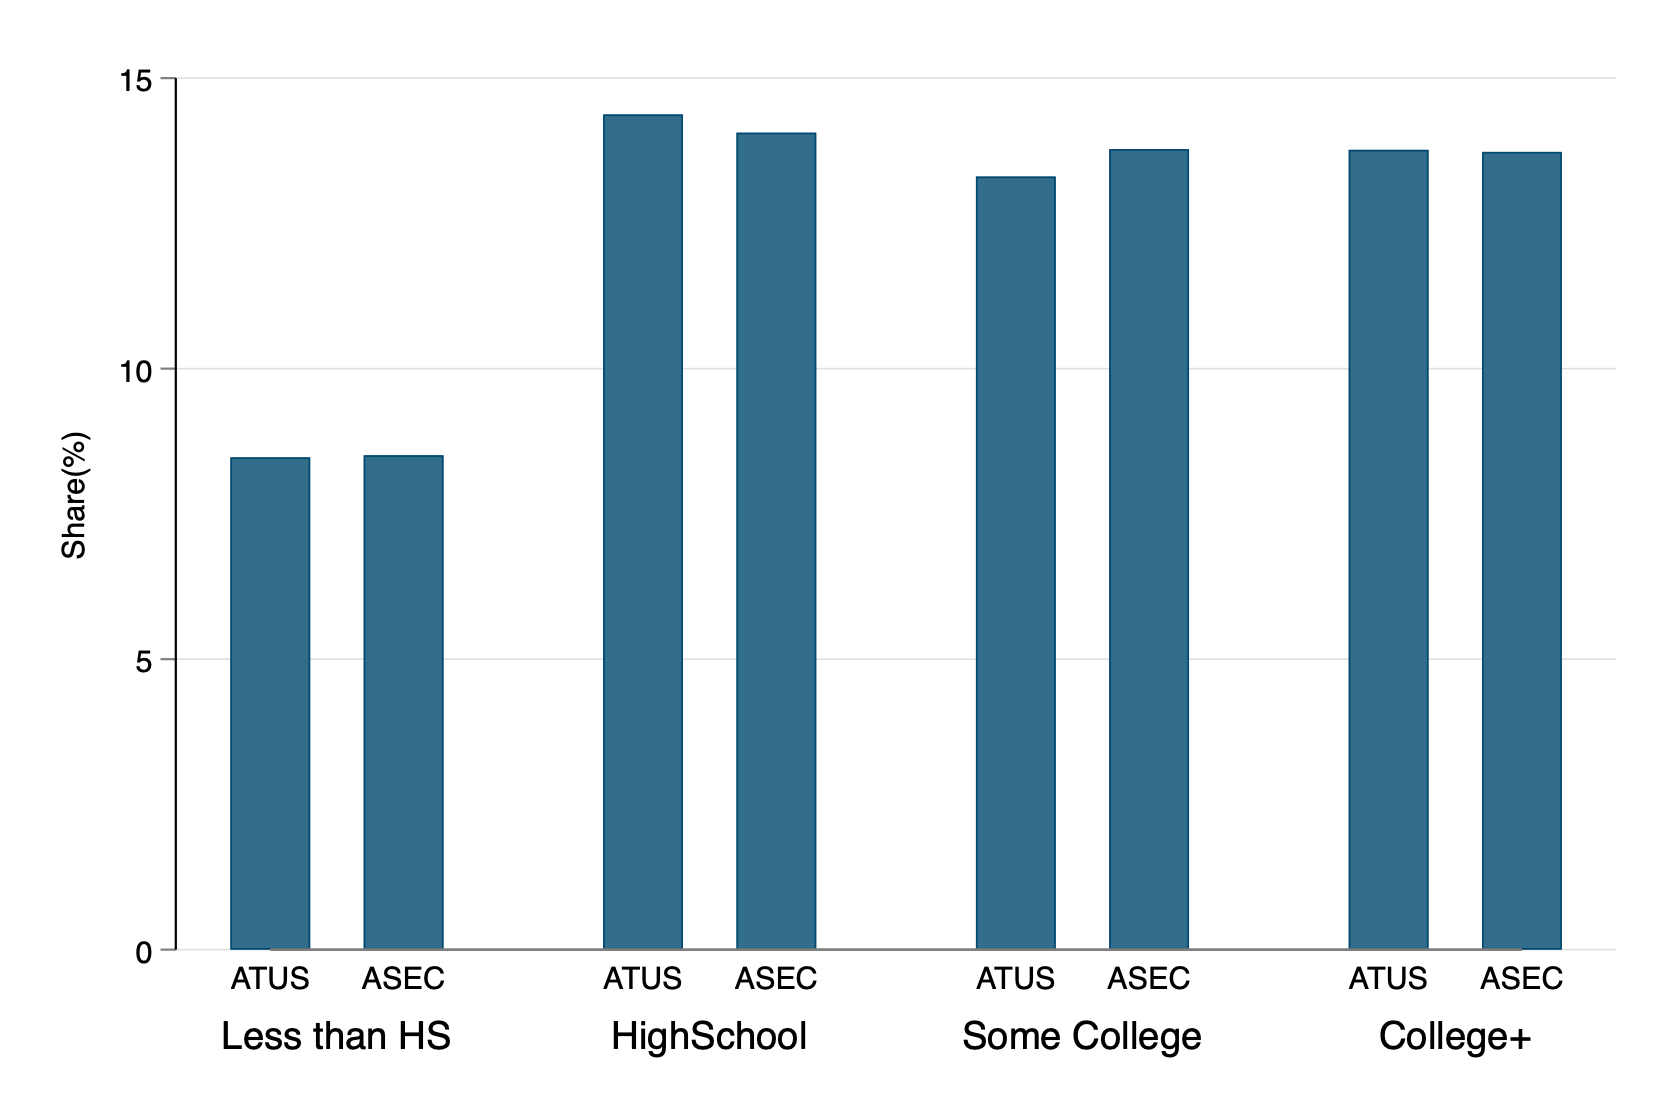 Share(%)
15
10
5
0
ATUS ASEC ATUS ASEC ATUS ASEC ATUS ASEC
Less than HS HighSchool Some College College+